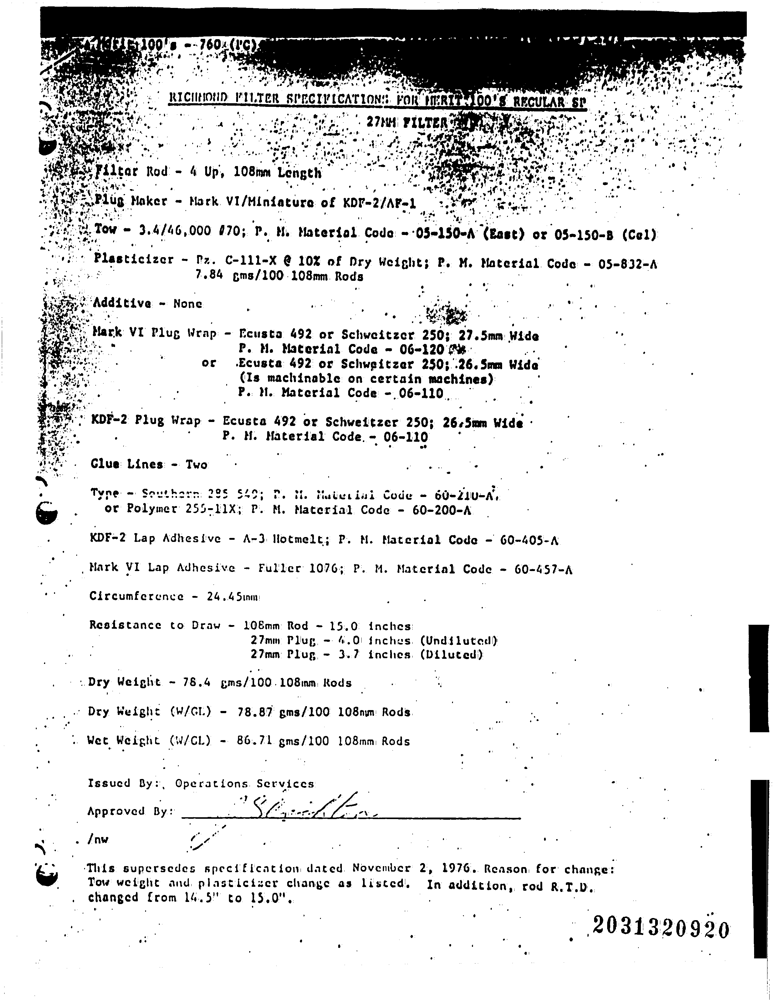 100's - 760 (PC)
RICHMOND FILTER SPECIFICATIONS FOR MERIT 100'S REGULAR SP
27MM FILTER
Filter Rod - 4 Up, 108mm Length
Plug Maker - Mark VI/Miniature of KDF-2/AF-1
Tow - 3.4/46,000 #70; P. M. Material Code - 05-150-A (East) or 05-150-B (Cel)
Plasticizer - Pz. C-111-X @ 10% of Dry Weight; P. M. Material Code - 05-832-A
7.84 gms/100 108mm Rods
Additive - None
Mark VI Plug Wrap - Ecusta 492 or Schweitzer 250; 27.5mm Wide
P. M. Material Code - 06-120
or Ecusta 492 or Schweitzer 250; 26.5mm Wide
(Is machinable on certain machines)
P. M. Material Code - 06-110
KDF-2 Plug Wrap - Ecusta 492 or Schweitzer 250; 26.5mm Wide
P. M. Material Code - 06-110
Glue Lines - Two
Type - Southern 285 540; P. M. Material Code - 60-210-A,
or Polymer 255-11X; P. M. Material Code - 60-200-A
KDF-2 Lap Adhesive - A-3 Hotmelt; P. M. Material Code - 60-405-A
Mark VI Lap Adhesive - Fuller 1076; P. M. Material Code - 60-457-A
Circumference - 24.45mm
Resistance to Draw - 108mm Rod - 15.0 inches
27mm Plug - 4.0 inches (Undiluted)
27mm Plug - 3.7 inches (Diluted)
Dry Weight - 78.4 gms/100 108mm Rods
Dry Weight (W/GL) - 78.87 gms/100 108mm Rods
Wet Weight (W/GL) - 86.71 gms/100 108mm Rods
Issued By: Operations Services
Approved By:
/nw
This supersedes specification dated November 2, 1976. Reason for change:
Tow weight and plasticizer change as listed. In addition, rod R.T.D.
changed from 14.5" to 15.0".
2031320920